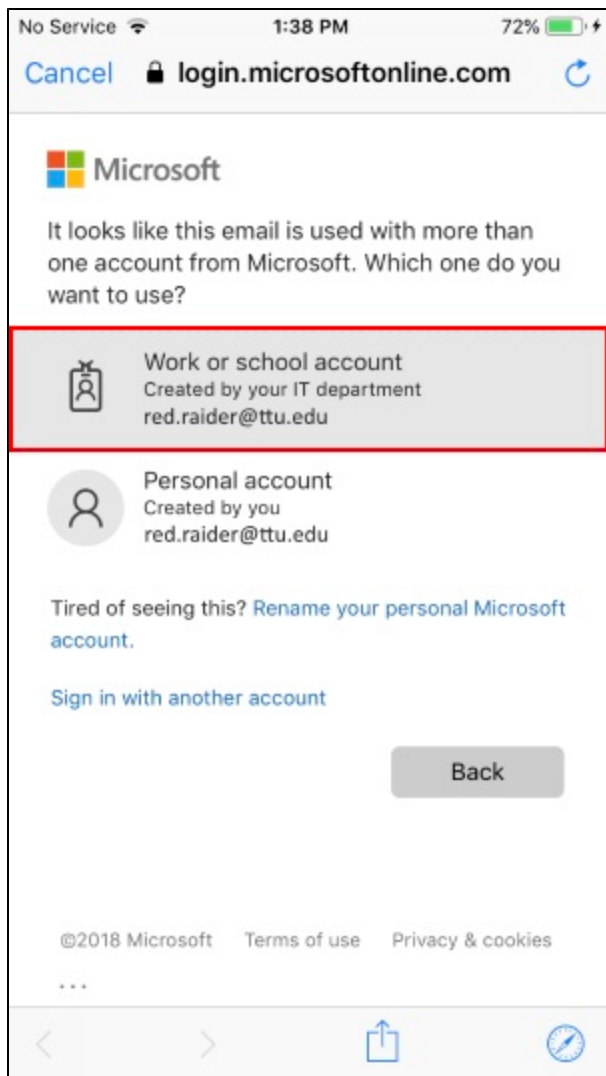 No Service 1:38 PM 72%
Cancel login.microsoftonline.com
Microsoft
It looks like this email is used with more than
one account from Microsoft. Which one do you
want to use?
Work or school account
Created by your IT department
red.raider@ttu.edu
Personal account
Created by you
red.raider@ttu.edu
Tired of seeing this? Rename your personal Microsoft
account.
Sign in with another account
Back
©2018 Microsoft Terms of use Privacy & cookies
...